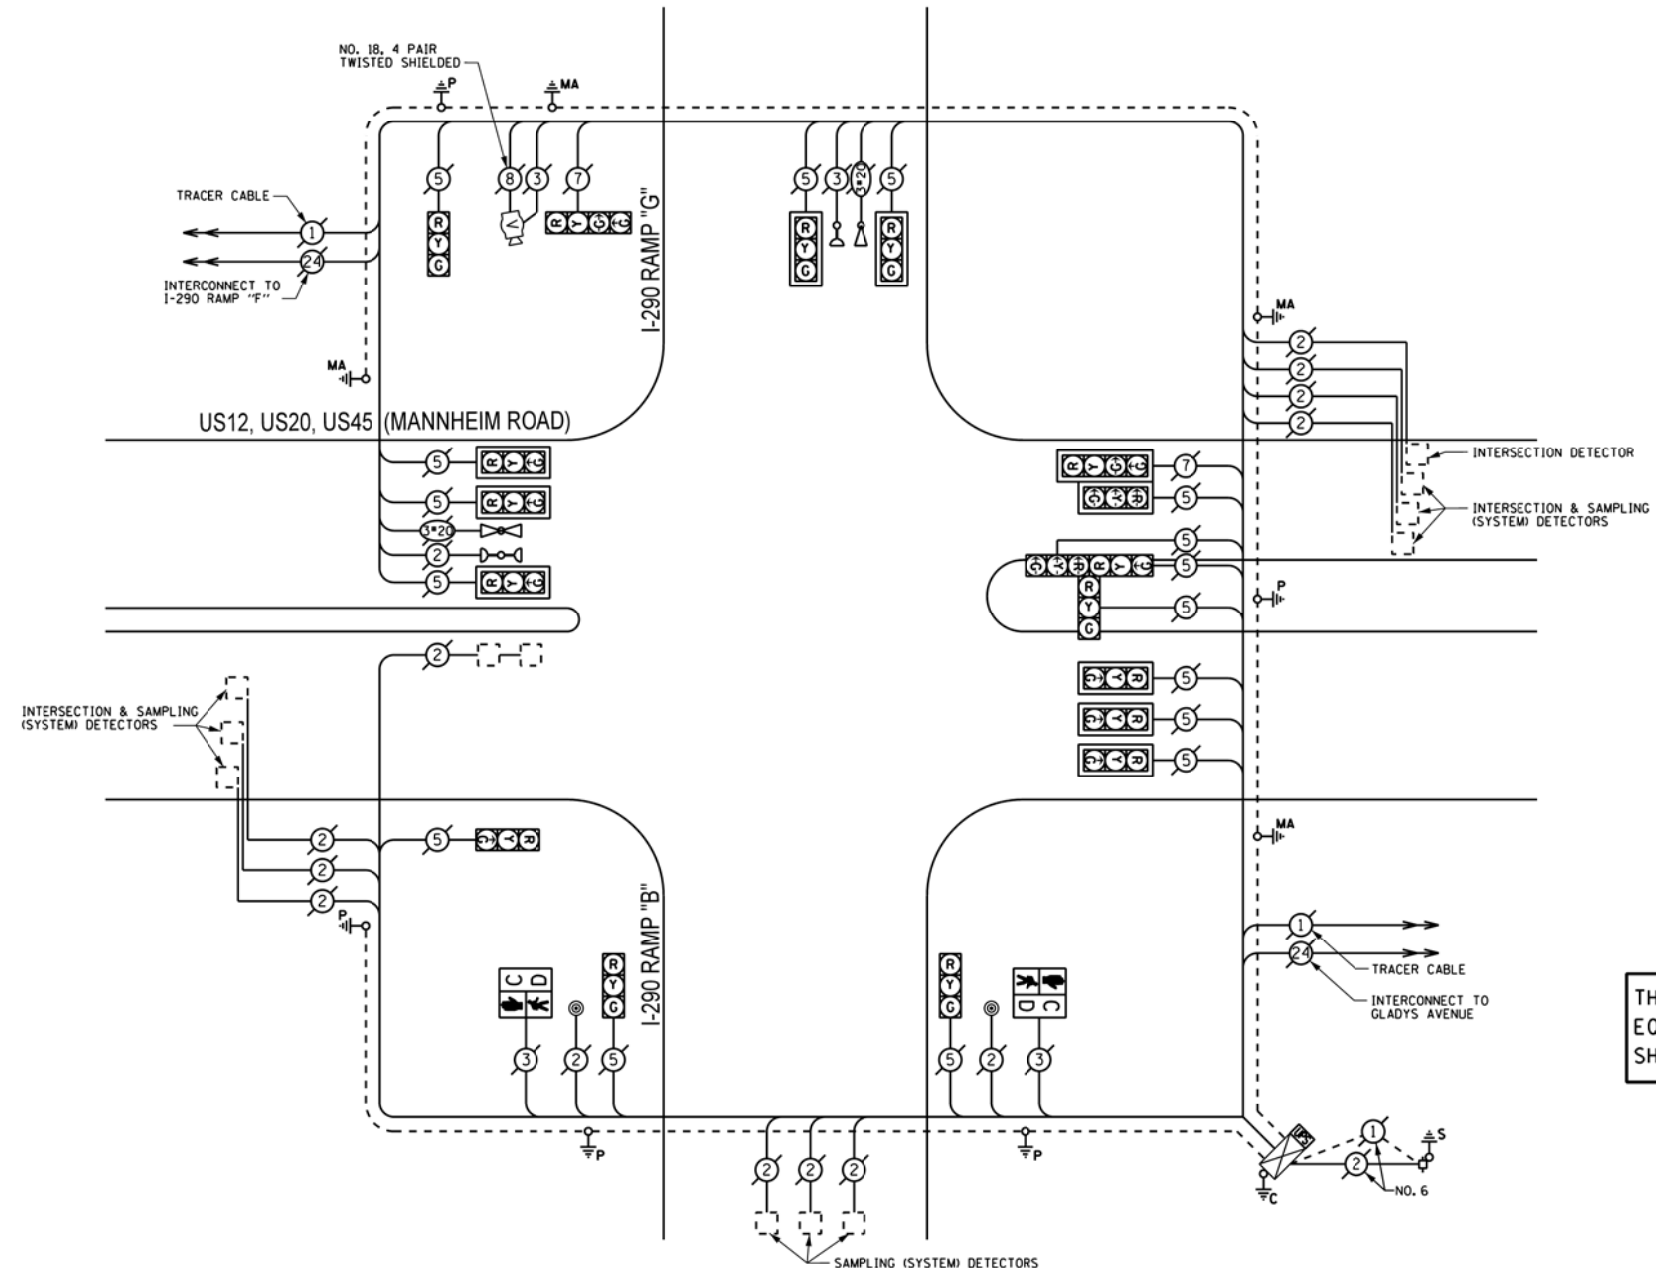 NO. 18, 4 PAIR
TWISTED SHIELDED
P
MA
TRACER CABLE
1
24
INTERCONNECT TO
I-290 RAMP "F"
5
8
3
7
R
Y
G
V
R Y G G
I-290 RAMP "G"
5
3
3#20
5
R
Y
G
R
Y
G
MA
MA
2
2
2
2
INTERSECTION DETECTOR
INTERSECTION & SAMPLING
(SYSTEM) DETECTORS
US12, US20, US45 (MANNHEIM ROAD)
5
R Y G
5
R Y G
3#20
2
5
R Y G
R Y G G
7
G Y R
5
5
G Y R R Y G
5
R
Y
G
5
P
2
G Y R
5
G Y R
5
G Y R
5
INTERSECTION & SAMPLING
(SYSTEM) DETECTORS
2
2
2
5
G Y R
P
MA
I-290 RAMP "B"
C D
3
2
R
Y
G
5
R
Y
G
5
2
D C
3
1
24
TRACER CABLE
INTERCONNECT TO
GLADYS AVENUE
TH
EQ
SH
P
P
2
2
2
SAMPLING (SYSTEM) DETECTORS
C
1
2
S
NO. 6